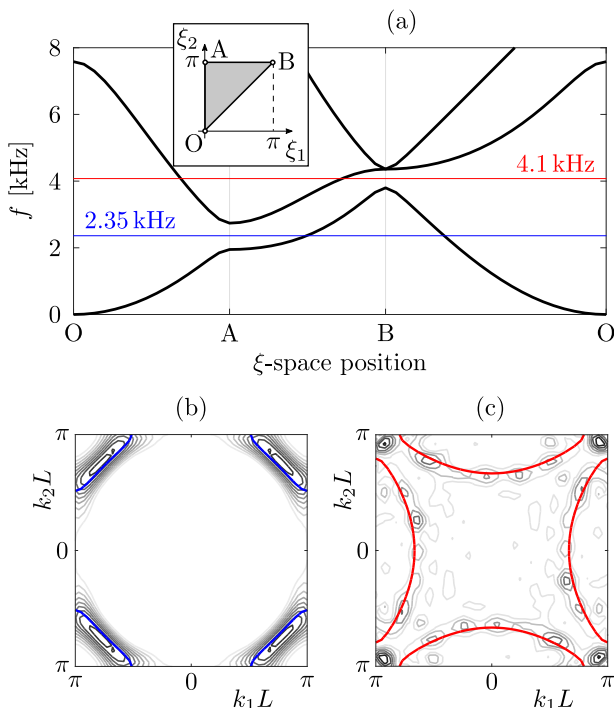 (a)
8
6
4
2
0
f [kHz]
ξ2
π
A
B
O
π
ξ1
4.1 kHz
2.35 kHz
O A B O
ξ-space position
(b) (c)
π π
k2L k2L
0 0
π π
π 0 π π 0 π
k1L k1L